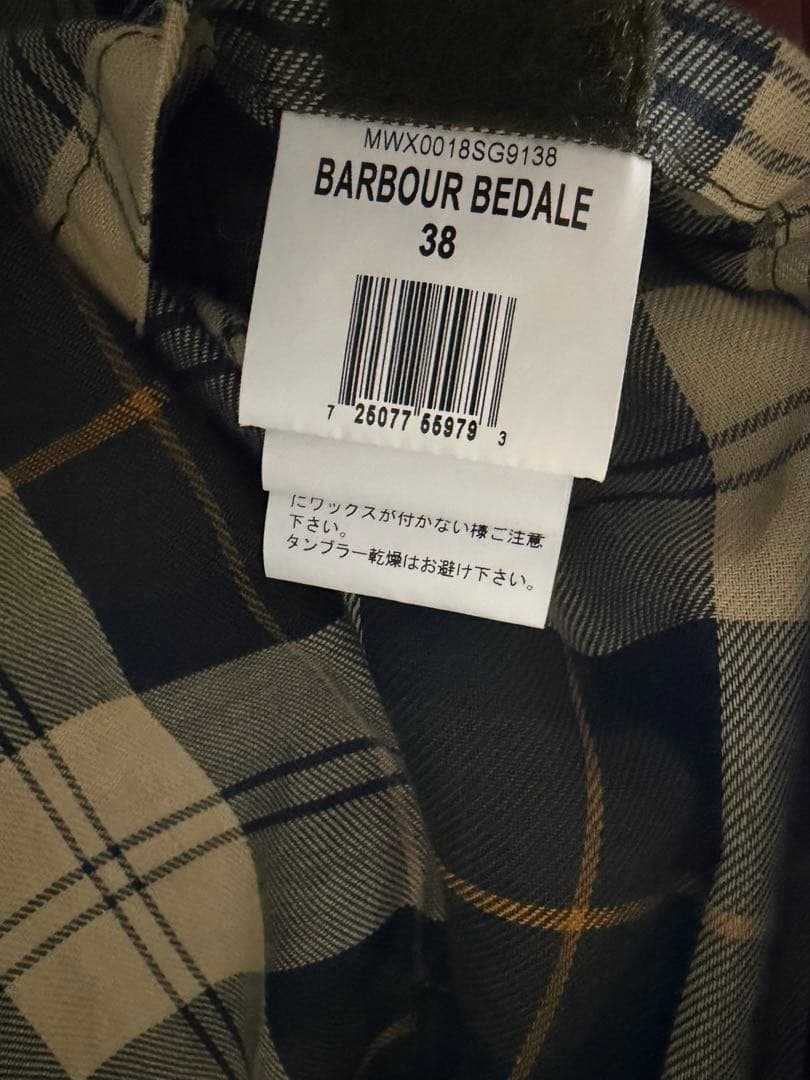 MWX0018SG9138
BARBOUR BEDALE
38
7 25077 55979 3
にワックスが付かない様ご注意
下さい。
タンブラー乾燥はお避け下さい。